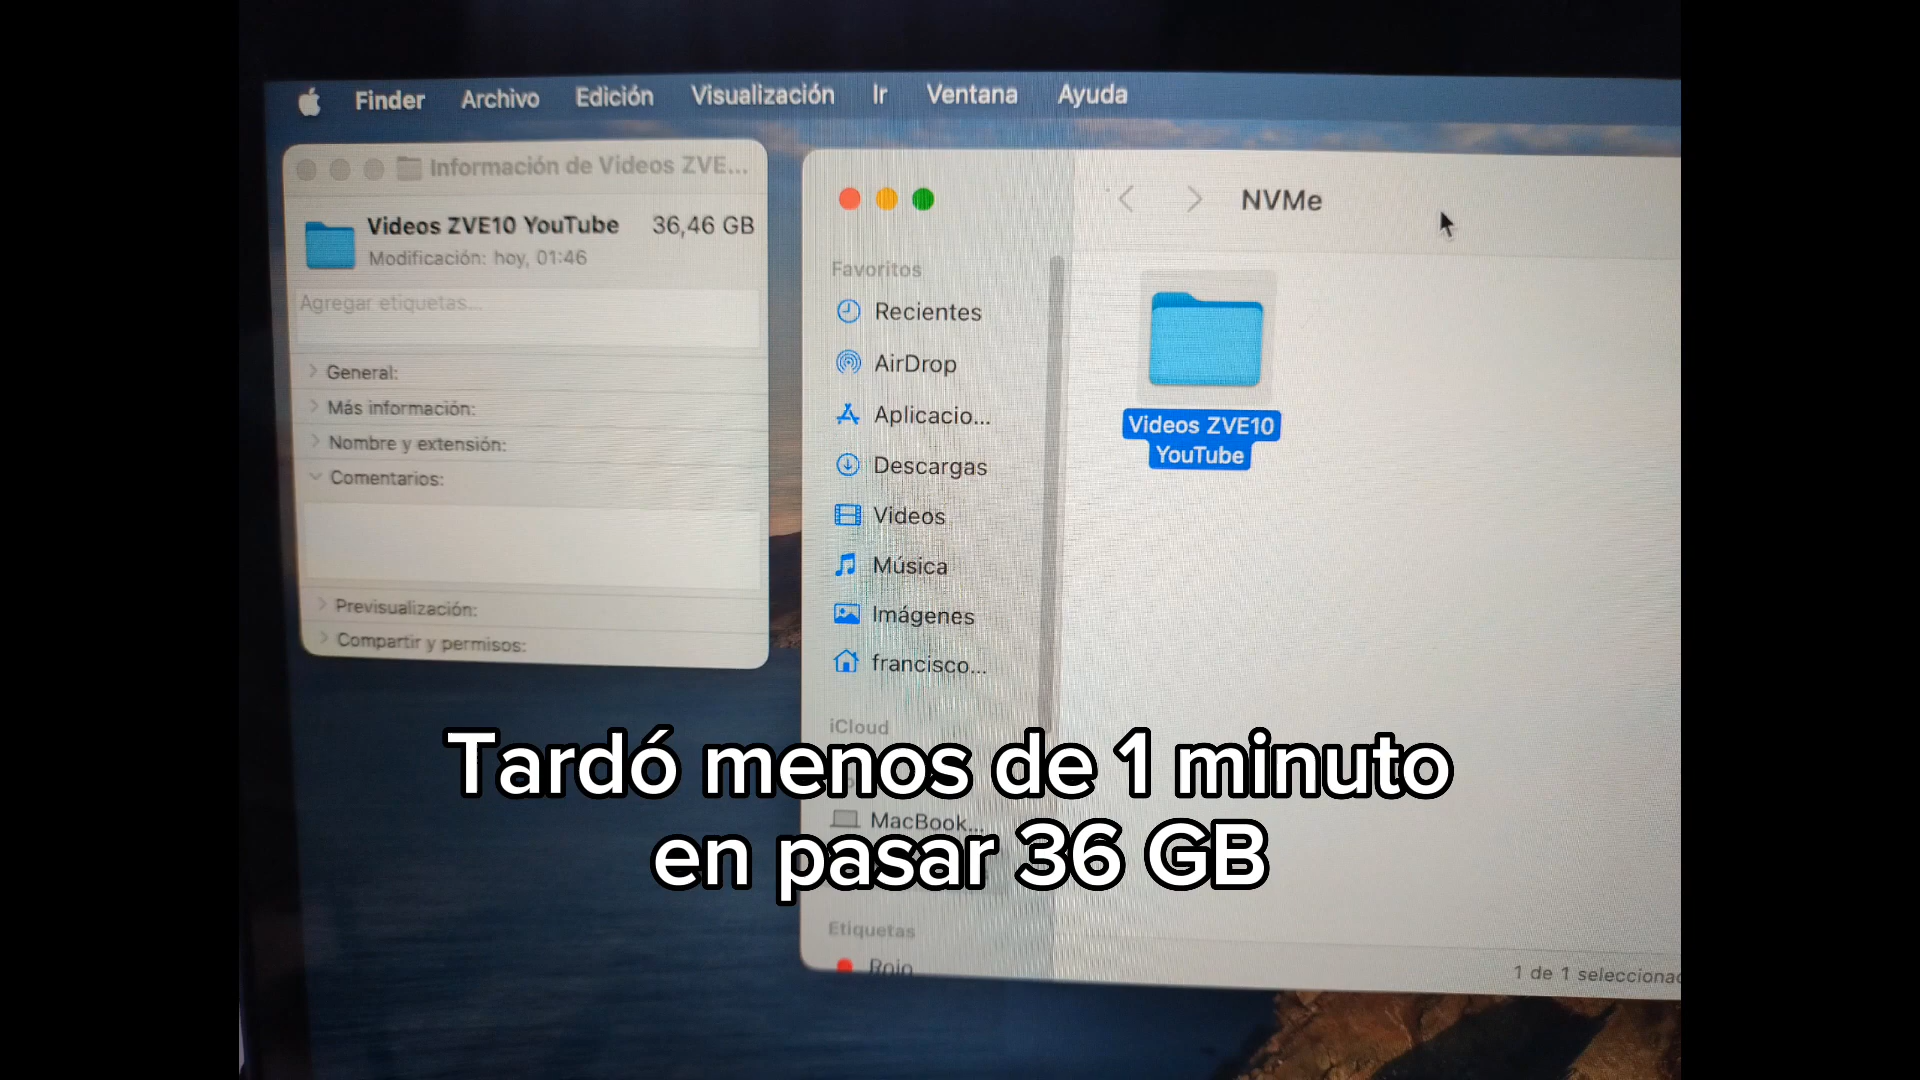 Finder Archivo Edición Visualización Ir Ventana Ayuda
Información de Videos ZVE...
Videos ZVE10 YouTube 36,46 GB
Modificación: hoy, 01:46
Agregar etiquetas...
General:
Más información:
Nombre y extensión:
Comentarios:
Previsualización:
Compartir y permisos:
NVMe
Favoritos
Recientes
AirDrop
Aplicacio...
Descargas
Videos
Música
Imágenes
francisco...
iCloud
MacBook...
Etiquetas
Rojo
Videos ZVE10
YouTube
1 de 1 selecciona
Tardó menos de 1 minuto
en pasar 36 GB